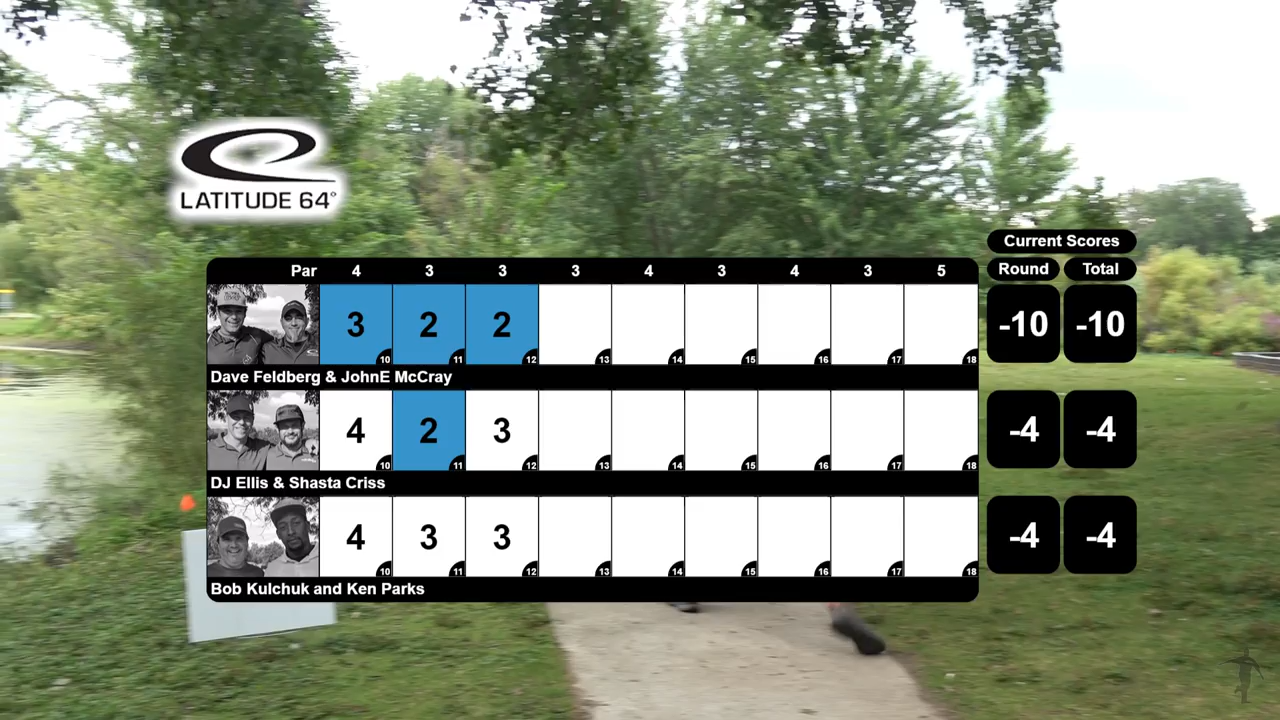 LATITUDE 64°
Current Scores
Par 4 3 3 3 4 3 4 3 5 Round Total
3 2 2 -10 -10
10 11 12 13 14 15 16 17 18
Dave Feldberg & JohnE McCray
4 2 3 -4 -4
10 11 12 13 14 15 16 17 18
DJ Ellis & Shasta Criss
4 3 3 -4 -4
10 11 12 13 14 15 16 17 18
Bob Kulchuk and Ken Parks